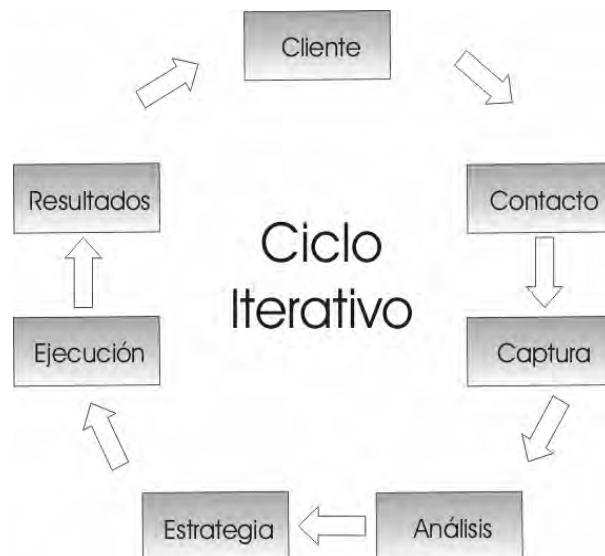 Cliente
Contacto
Captura
Análisis
Estrategia
Ejecución
Resultados
Ciclo
Iterativo